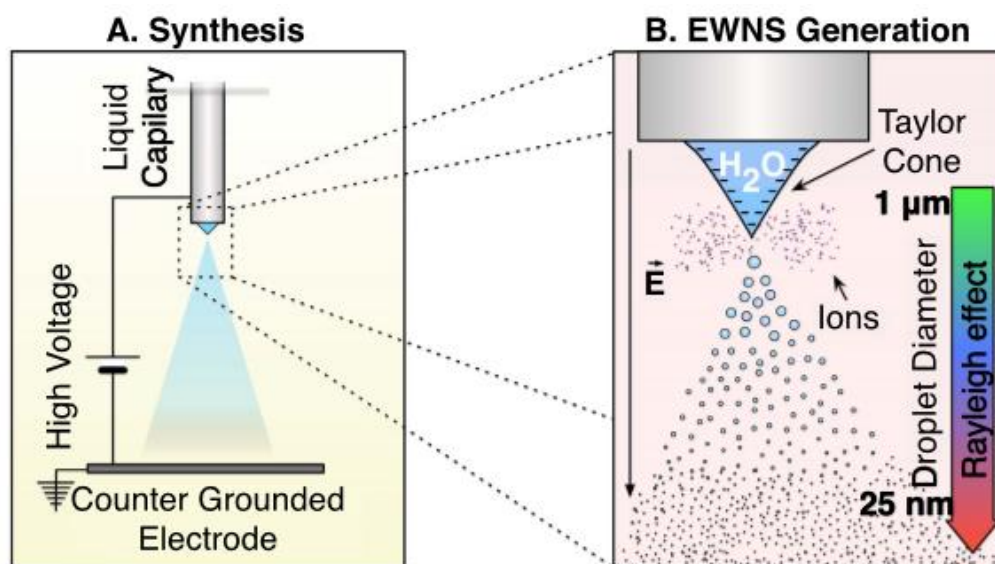 A. Synthesis
Liquid
Capilary
High Voltage
Counter Grounded
Electrode
B. EWNS Generation
H₂O
Taylor
Cone
1 µm
E
Ions
Droplet Diameter
Rayleigh effect
25 nm